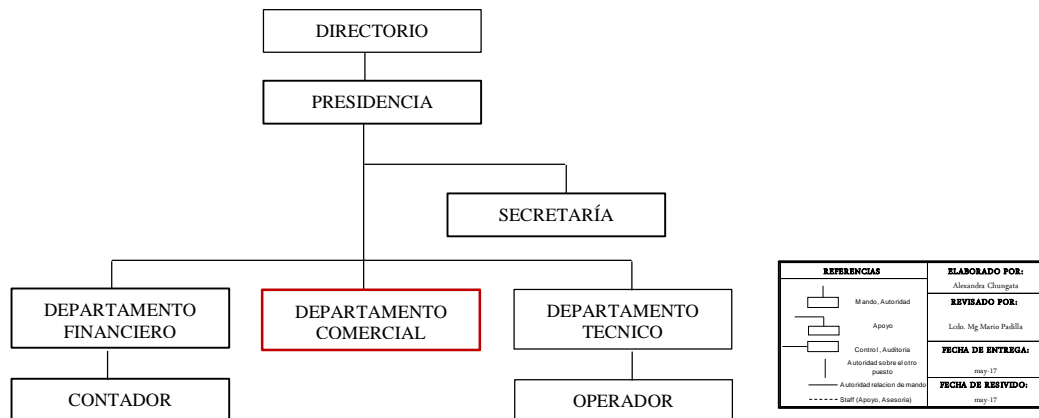 DIRECTORIO
PRESIDENCIA
SECRETARÍA
DEPARTAMENTO
FINANCIERO
DEPARTAMENTO
COMERCIAL
DEPARTAMENTO
TECNICO
CONTADOR
OPERADOR
REFERENCIAS
Mando, Autoridad
Apoyo
Control, Auditoria
Autoridad sobre el otro
puesto
Autoridad relacion de mando
Staff (Apoyo, Asesoria)
ELABORADO POR:
Alexandra Chungata
REVISADO POR:
Lcdo. Mg Mario Padilla
FECHA DE ENTREGA:
may-17
FECHA DE RESIVIDO:
may-17